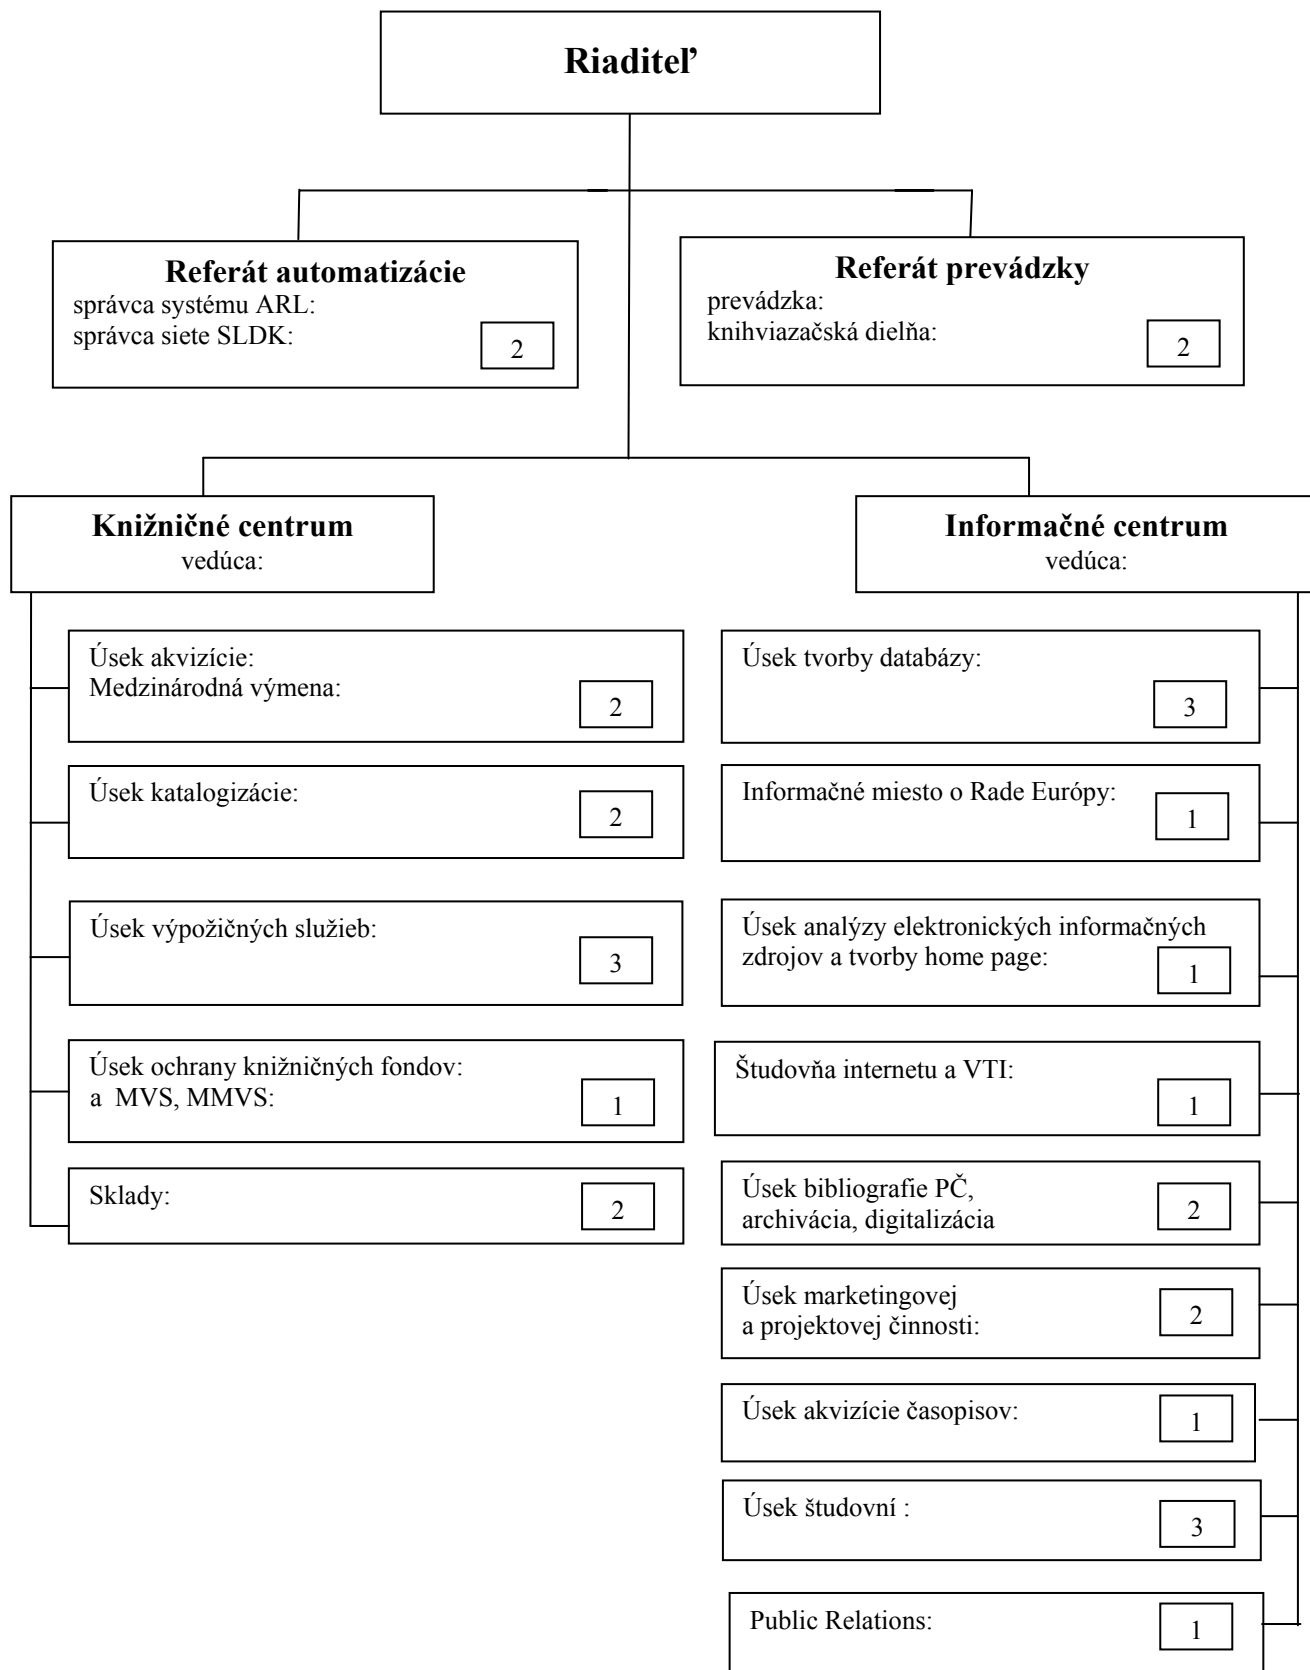 Riaditeľ
Referát automatizácie
správca systému ARL:
správca siete SLDK:
2
Referát prevádzky
prevádzka:
knihviazačská dielňa:
2
Knižničné centrum
vedúca:
Úsek akvizície:
Medzinárodná výmena:
2
Úsek katalogizácie:
2
Úsek výpožičných služieb:
3
Úsek ochrany knižničných fondov:
a MVS, MMVS:
1
Sklady:
2
Informačné centrum
vedúca:
Úsek tvorby databázy:
3
Informačné miesto o Rade Európy:
1
Úsek analýzy elektronických informačných
zdrojov a tvorby home page:
1
Študovňa internetu a VTI:
1
Úsek bibliografie PČ,
archivácia, digitalizácia
2
Úsek marketingovej
a projektovej činnosti:
2
Úsek akvizície časopisov:
1
Úsek študovní :
3
Public Relations:
1